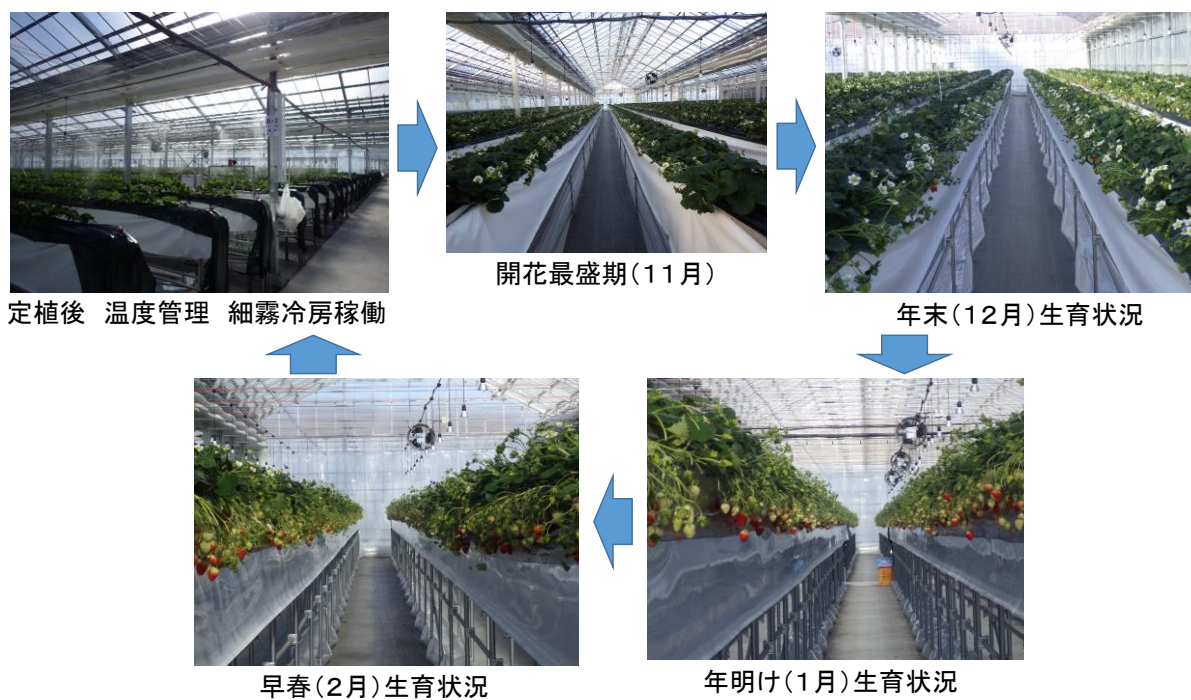 定植後　温度管理　細霧冷房稼働
開花最盛期(11月)
年末(12月)生育状況
年明け(1月)生育状況
早春(2月)生育状況